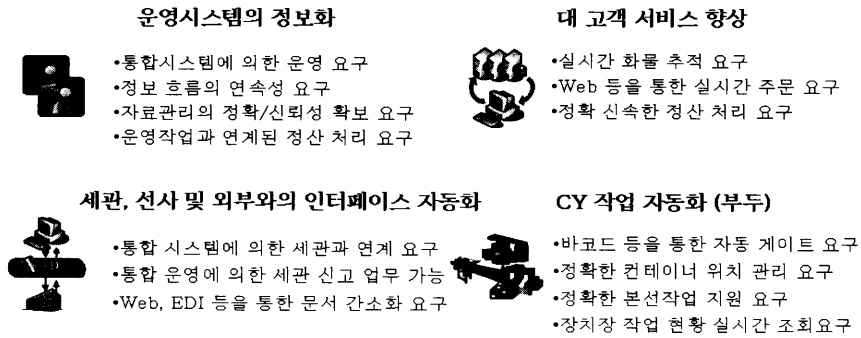 운영시스템의 정보화
•통합시스템에 의한 운영 요구
•정보 흐름의 연속성 요구
•자료관리의 정확/신뢰성 확보 요구
•운영작업과 연계된 정산 처리 요구
대 고객 서비스 향상
•실시간 화물 추적 요구
•Web 등을 통한 실시간 주문 요구
•정확 신속한 정산 처리 요구
세관, 선사 및 외부와의 인터페이스 자동화
•통합 시스템에 의한 세관과 연계 요구
•통합 운영에 의한 세관 신고 업무 가능
•Web, EDI 등을 통한 문서 간소화 요구
CY 작업 자동화 (부두)
•바코드 등을 통한 자동 게이트 요구
•정확한 컨테이너 위치 관리 요구
•정확한 본선작업 지원 요구
•장치장 작업 현황 실시간 조회요구